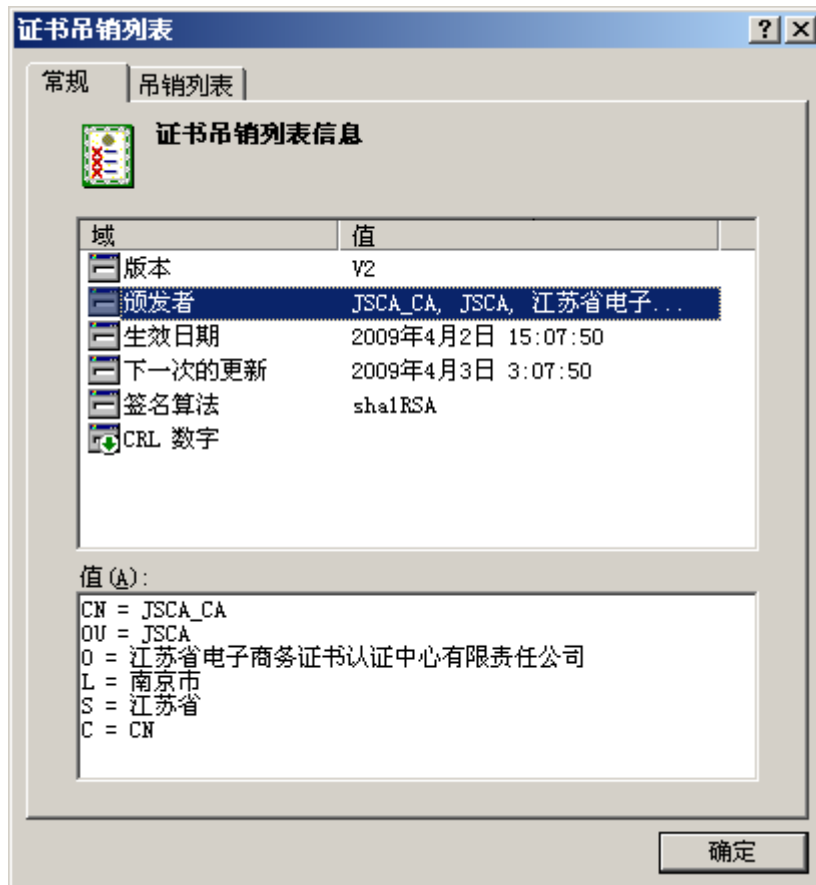 证书吊销列表
常规 吊销列表
证书吊销列表信息
域 值
版本 V2
颁发者 JSCA_CA, JSCA, 江苏省电子...
生效日期 2009年4月2日 15:07:50
下一次的更新 2009年4月3日 3:07:50
签名算法 sha1RSA
CRL 数字
值(A):
CN = JSCA_CA
OU = JSCA
O = 江苏省电子商务证书认证中心有限责任公司
L = 南京市
S = 江苏省
C = CN
确定